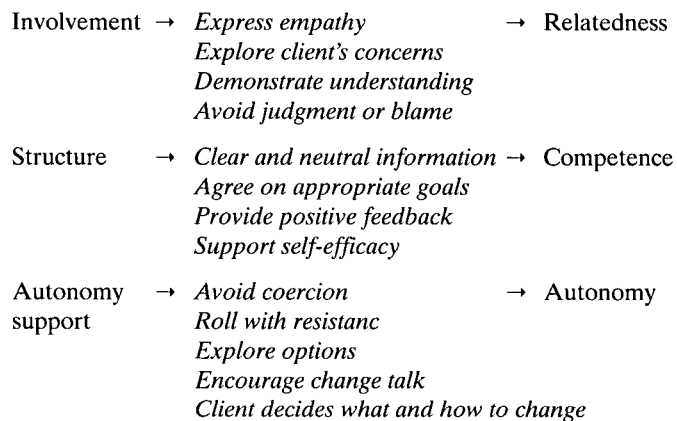 Involvement → Express empathy → Relatedness
Explore client's concerns
Demonstrate understanding
Avoid judgment or blame
Structure → Clear and neutral information → Competence
Agree on appropriate goals
Provide positive feedback
Support self-efficacy
Autonomy → Avoid coercion → Autonomy
support Roll with resistanc
Explore options
Encourage change talk
Client decides what and how to change